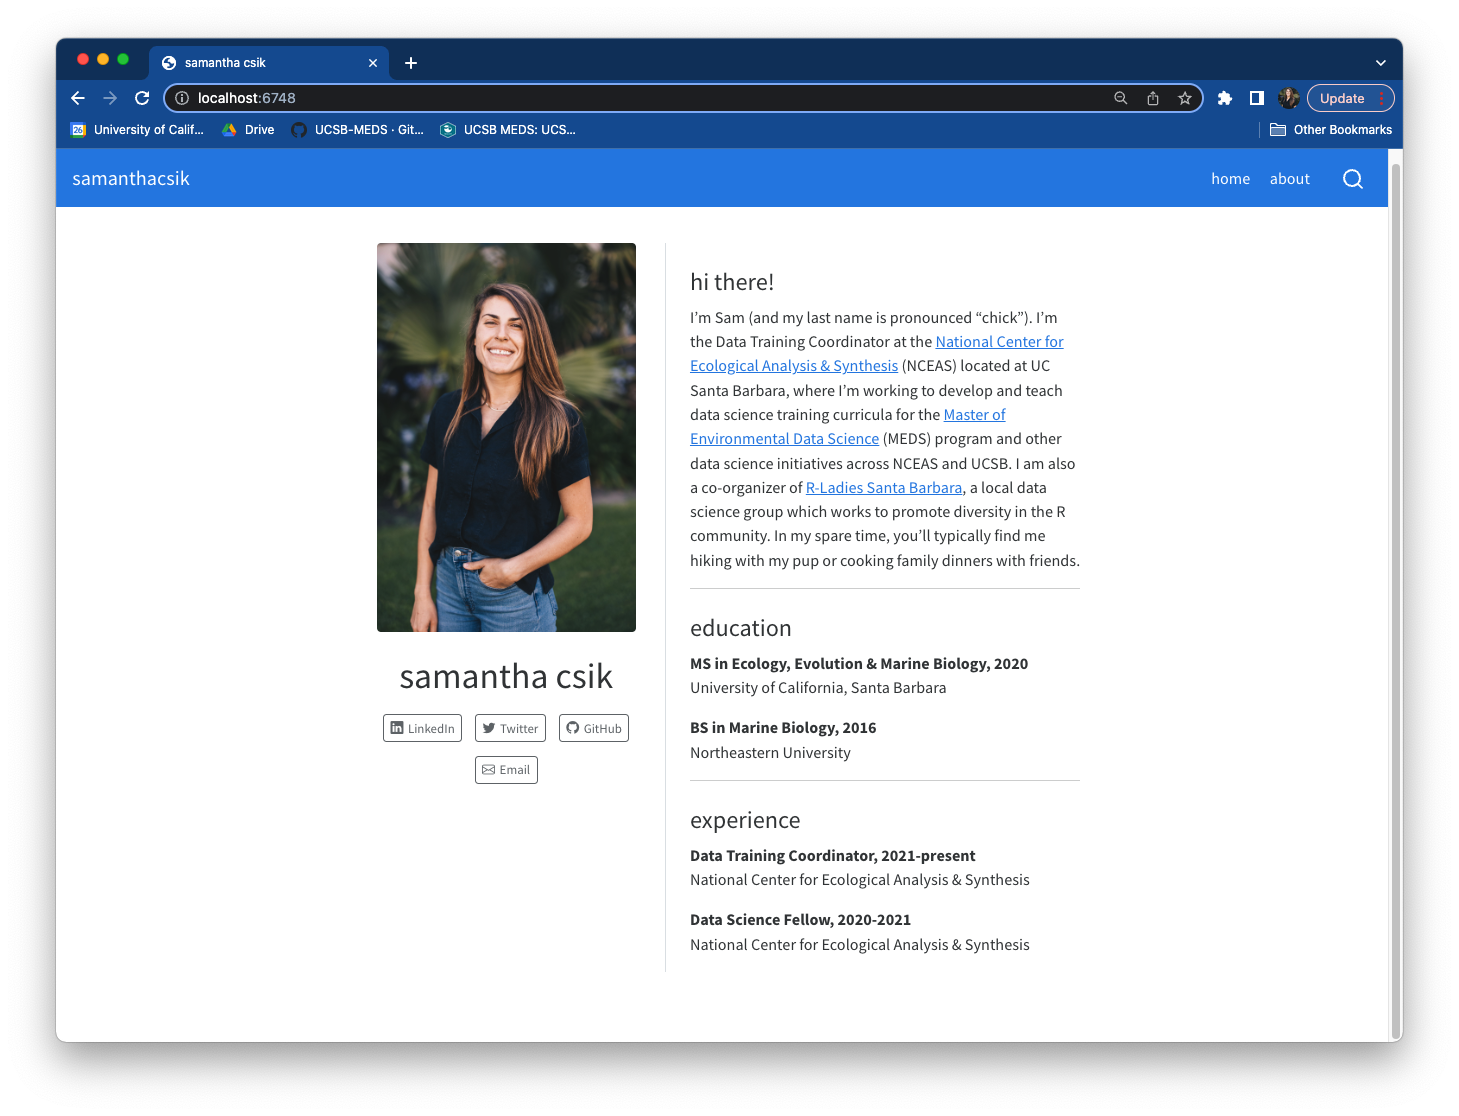 samantha csik
localhost:6748
Update
University of Calif...
Drive
UCSB-MEDS · Git...
UCSB MEDS: UCS...
Other Bookmarks
samanthacsik
home
about
samantha csik
LinkedIn
Twitter
GitHub
Email
hi there!
I’m Sam (and my last name is pronounced “chick”). I’m
the Data Training Coordinator at the National Center for
Ecological Analysis & Synthesis (NCEAS) located at UC
Santa Barbara, where I’m working to develop and teach
data science training curricula for the Master of
Environmental Data Science (MEDS) program and other
data science initiatives across NCEAS and UCSB. I am also
a co-organizer of R-Ladies Santa Barbara, a local data
science group which works to promote diversity in the R
community. In my spare time, you’ll typically find me
hiking with my pup or cooking family dinners with friends.
education
MS in Ecology, Evolution & Marine Biology, 2020
University of California, Santa Barbara
BS in Marine Biology, 2016
Northeastern University
experience
Data Training Coordinator, 2021-present
National Center for Ecological Analysis & Synthesis
Data Science Fellow, 2020-2021
National Center for Ecological Analysis & Synthesis